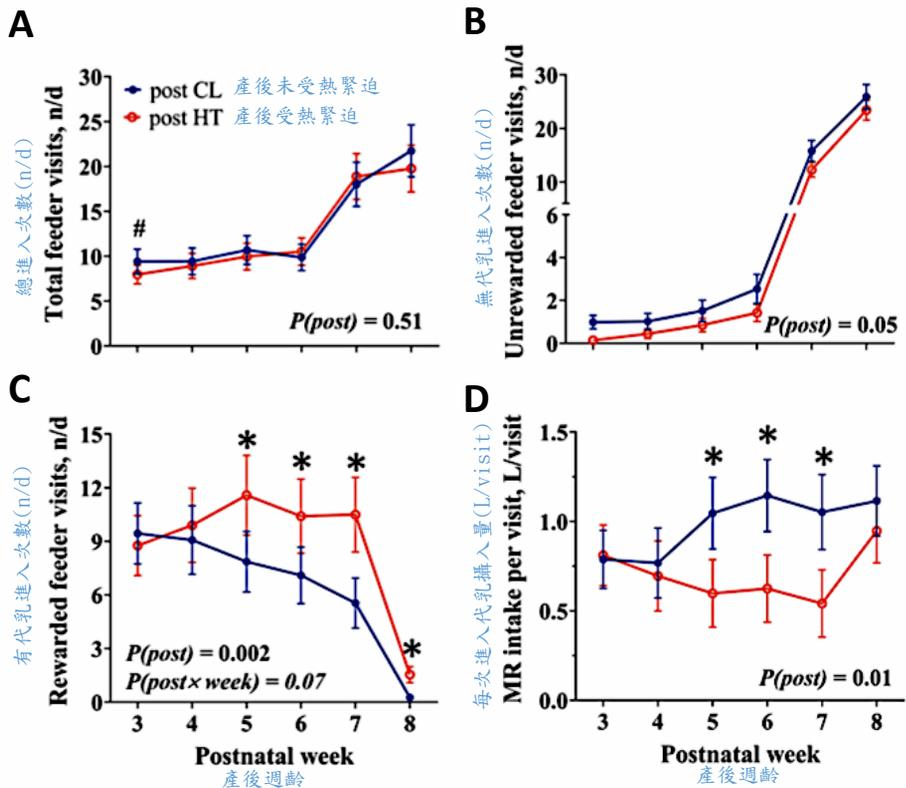 A
總進入次數(n/d)
Total feeder visits, n/d
30
25
20
15
10
5
0
post CL 產後未受熱緊迫
post HT 產後受熱緊迫
#
P(post) = 0.51
B
無代乳進入次數(n/d)
Unrewarded feeder visits, n/d
30
20
10
6
4
2
0
P(post) = 0.05
C
有代乳進入次數(n/d)
Rewarded feeder visits, n/d
15
12
9
6
3
0
* * *
*
P(post) = 0.002
P(post×week) = 0.07
3 4 5 6 7 8
Postnatal week
產後週齡
D
每次進入代乳攝入量(L/visit)
MR intake per visit, L/visit
1.5
1.0
0.5
0.0
* * *
P(post) = 0.01
3 4 5 6 7 8
Postnatal week
產後週齡